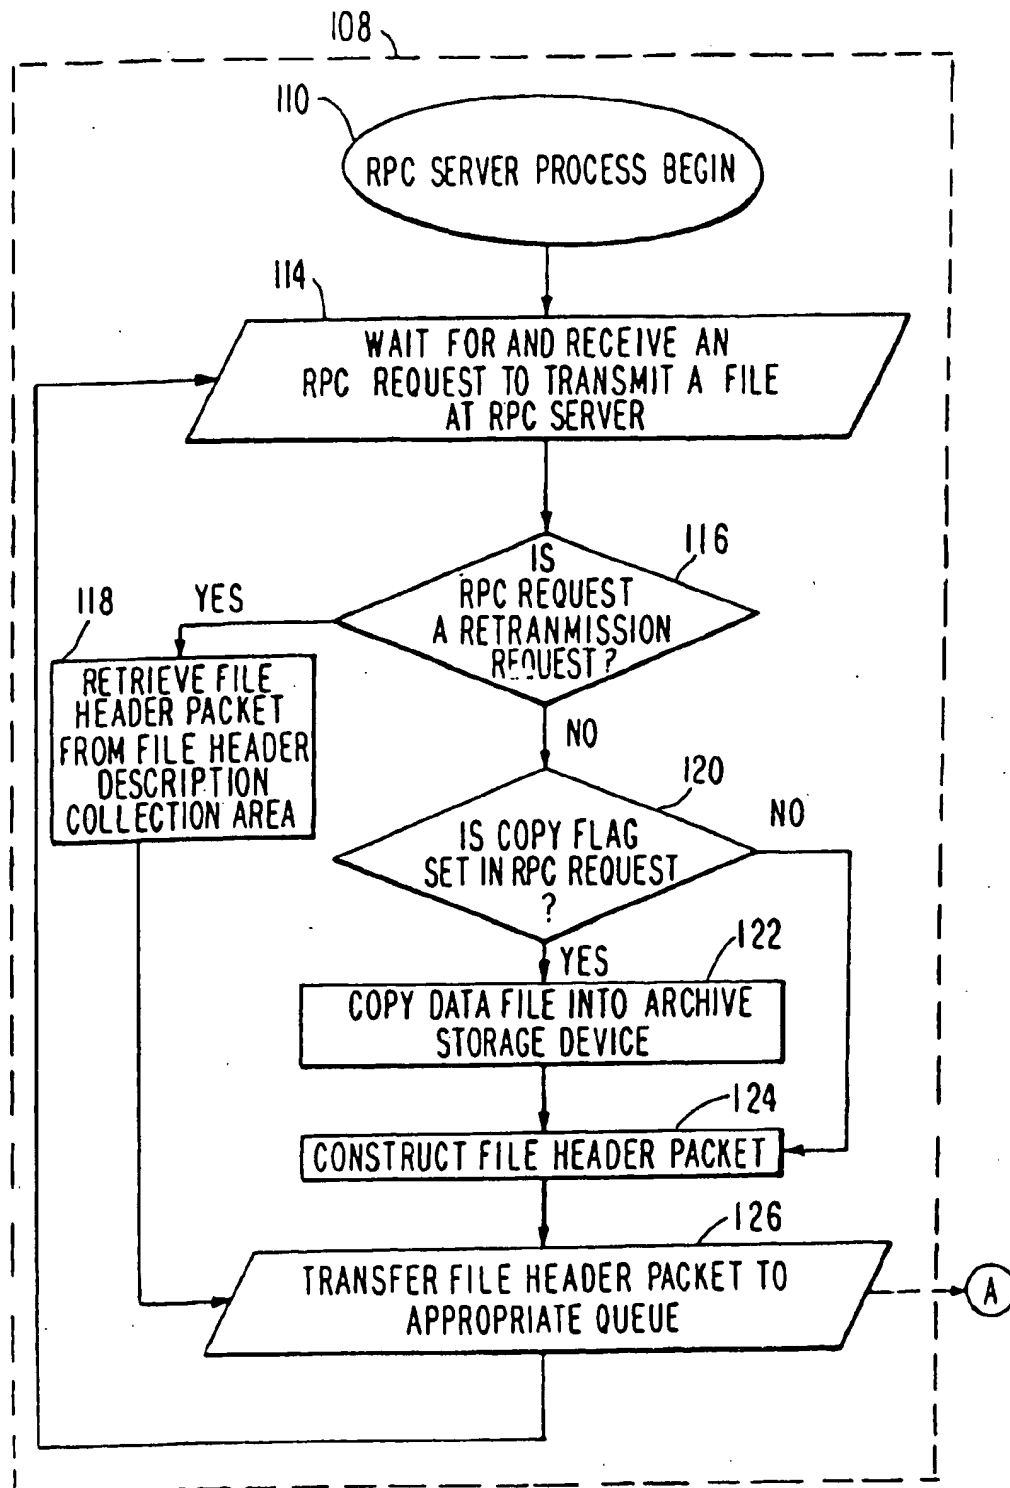 108
110
RPC SERVER PROCESS BEGIN
114
WAIT FOR AND RECEIVE AN
RPC REQUEST TO TRANSMIT A FILE
AT RPC SERVER
116
IS
RPC REQUEST
A RETRANMISSION
REQUEST?
YES
118
RETRIEVE FILE
HEADER PACKET
FROM FILE HEADER
DESCRIPTION
COLLECTION AREA
NO
120
IS COPY FLAG
SET IN RPC REQUEST
?
NO
YES
122
COPY DATA FILE INTO ARCHIVE
STORAGE DEVICE
124
CONSTRUCT FILE HEADER PACKET
126
TRANSFER FILE HEADER PACKET TO
APPROPRIATE QUEUE
A